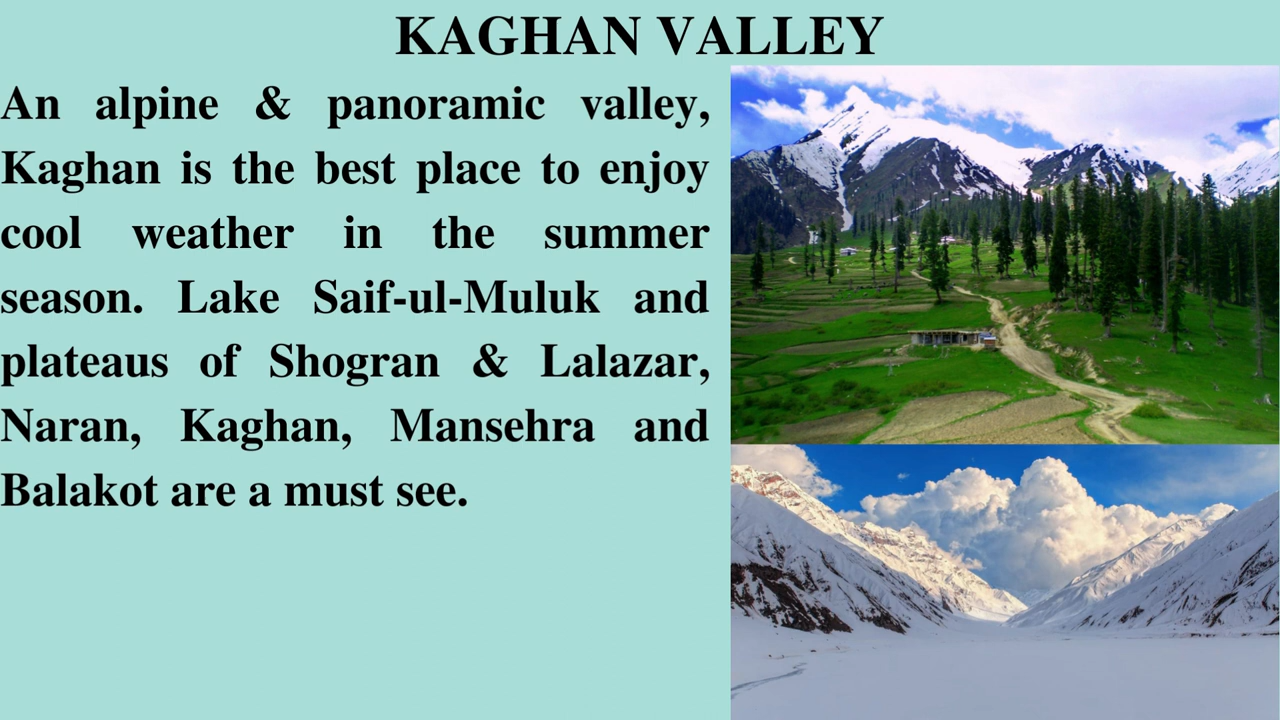 KAGHAN VALLEY
An alpine & panoramic valley,
Kaghan is the best place to enjoy
cool weather in the summer
season. Lake Saif-ul-Muluk and
plateaus of Shogran & Lalazar,
Naran, Kaghan, Mansehra and
Balakot are a must see.